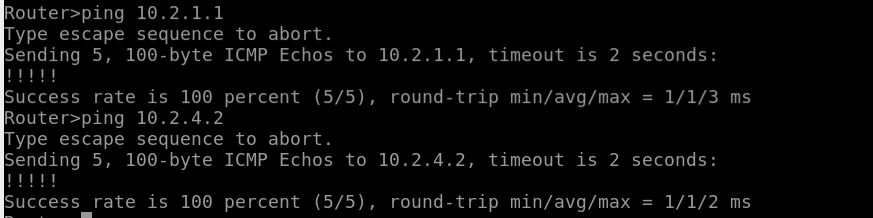 Router>ping 10.2.1.1
Type escape sequence to abort.
Sending 5, 100-byte ICMP Echos to 10.2.1.1, timeout is 2 seconds:
!!!!!
Success rate is 100 percent (5/5), round-trip min/avg/max = 1/1/3 ms
Router>ping 10.2.4.2
Type escape sequence to abort.
Sending 5, 100-byte ICMP Echos to 10.2.4.2, timeout is 2 seconds:
!!!!!
Success rate is 100 percent (5/5), round-trip min/avg/max = 1/1/2 ms